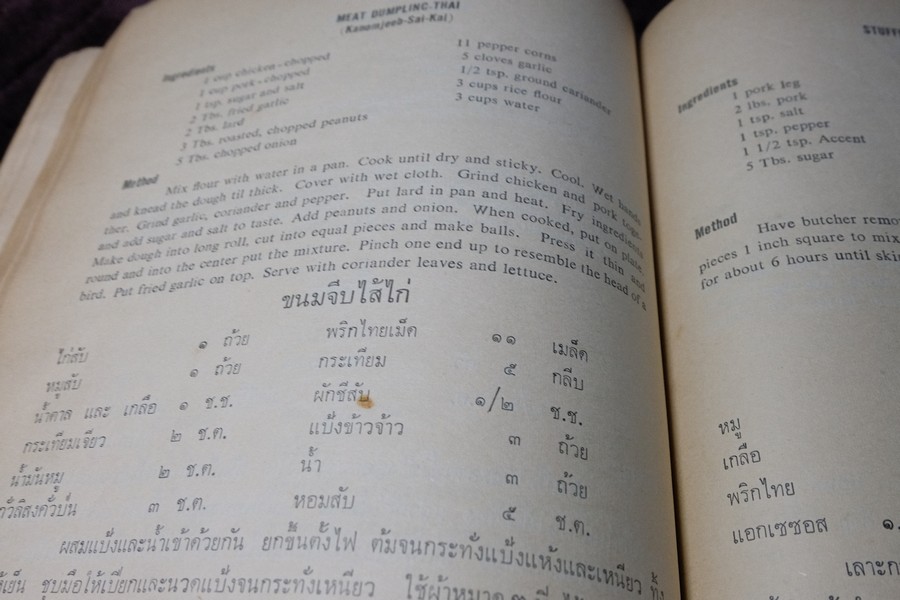 MEAT DUMPLING-THAI
(Kanomjeeb-Sai-Kai)
Ingredients
1 cup chicken-chopped
1 cup pork-chopped
1 tsp. sugar and salt
2 Tbs. fried garlic
2 Tbs. lard
3 Tbs. roasted, chopped peanuts
5 Tbs. chopped onion
11 pepper corns
5 cloves garlic
1/2 tsp. ground cariander
3 cups rice flour
3 cups water
Method
Mix flour with water in a pan. Cook until dry and sticky. Cool. Wet hands
and knead the dough til thick. Cover with wet cloth. Grind chicken and pork toge-
ther. Grind garlic, coriander and pepper. Put lard in pan and heat. Fry ingredients
and add sugar and salt to taste. Add peanuts and onion. When cooked, put on plate.
Make dough into long roll, cut into equal pieces and make balls. Press it thin and
round and into the center put the mixture. Pinch one end up to resemble the head of a
bird. Put fried garlic on top. Serve with coriander leaves and lettuce.
ขนมจีบไส้ไก่
ไก่สับ ๑ ถ้วย
หมูสับ ๑ ถ้วย
น้ำตาล และ เกลือ ๑ ช.ช.
กระเทียมเจียว ๒ ช.ต.
น้ำมันหมู ๒ ช.ต.
ถั่วลิสงคั่วป่น ๓ ช.ต.
พริกไทยเม็ด ๑๑ เมล็ด
กระเทียม ๕ กลีบ
ผักชีสับ ๑/๒ ช.ช.
แป้งข้าวจ้าว ๓ ถ้วย
น้ำ ๓ ถ้วย
หอมสับ ๕ ช.ต.
ผสมแป้งและน้ำเข้าด้วยกัน ยกขึ้นตั้งไฟ ต้มจนกระทั่งแป้งแห้งและเหนียว ทิ้ง
ชุบมือให้เปียกและนวดแป้งจนกระทั่งเหนียว ใช้ผ้าหมาด
STUFF
Ingredients
1 pork leg
2 lbs. pork
1 tsp. salt
1 tsp. pepper
1 1/2 tsp. Accent
5 Tbs. sugar
Method
Have butcher remo
pieces 1 inch square to mix
for about 6 hours until skin
หมู
เกลือ
พริกไทย
แอกเซซอส ๑
เลาะกร